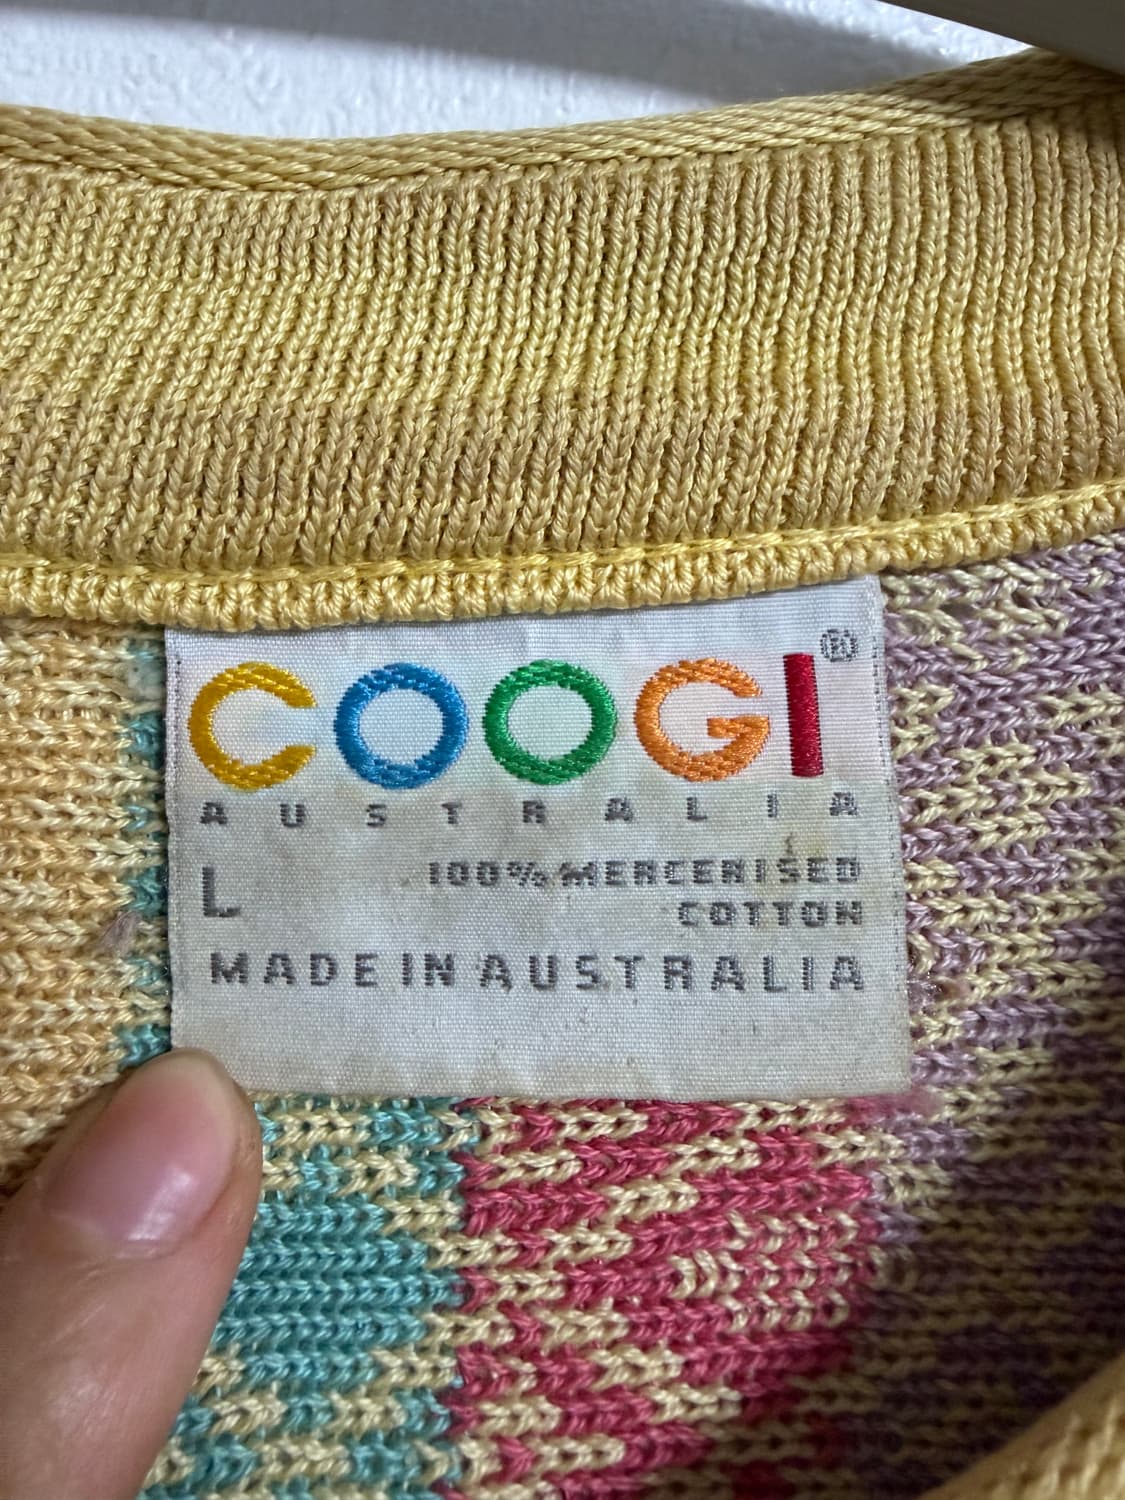 COOGI®
AUSTRALIA
L 100% MERCERISED
COTTON
MADE IN AUSTRALIA